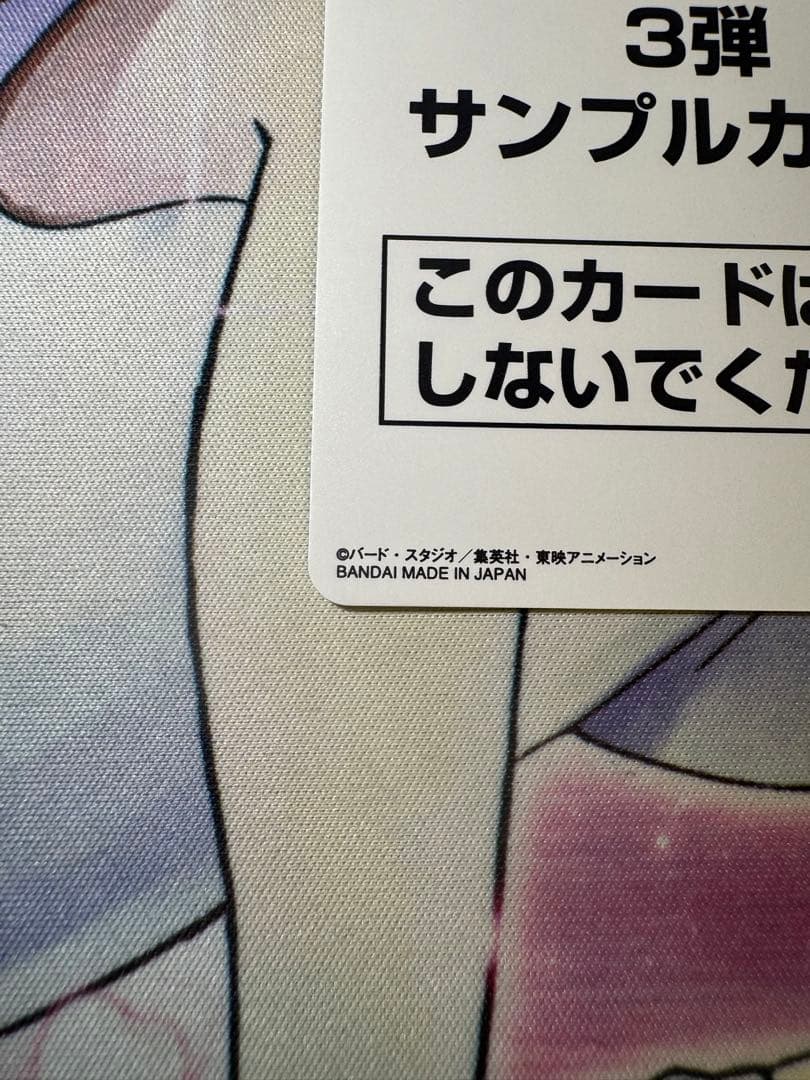 3弾
サンプルカ
このカードは
しないでくだ
©バード・スタジオ／集英社・東映アニメーション
BANDAI MADE IN JAPAN